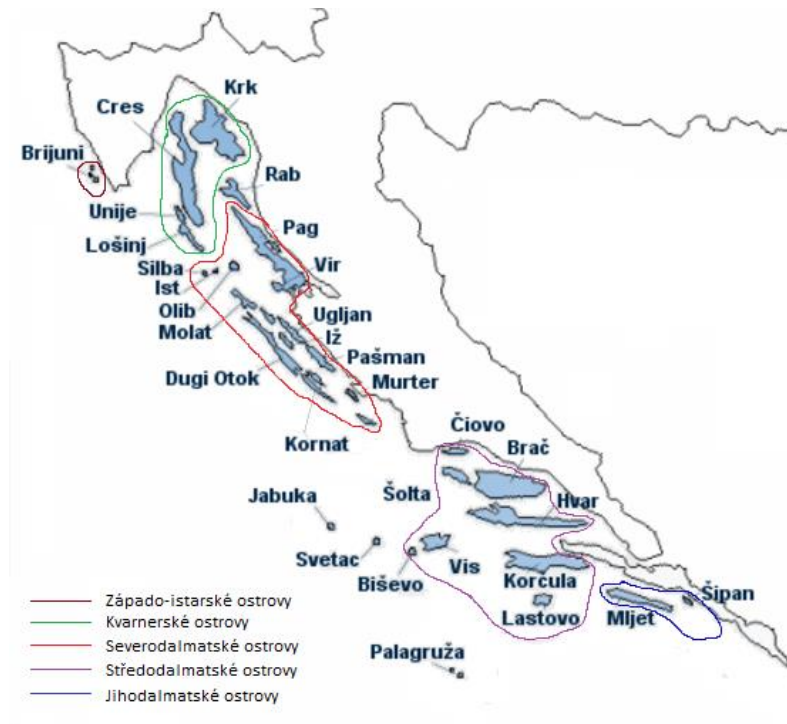 Krk
Cres
Brijuni
Rab
Unije
Pag
Lošinj
Vir
Silba
Ist
Olib
Ugljan
Molat
Iž
Pašman
Dugi Otok
Murter
Kornat
Čiovo
Brač
Šolta
Jabuka
Hvar
Svetac
Vis
Biševo
Korčula
Šipan
Lastovo
Mljet
Palagruža
Západo-istarské ostrovy
Kvarnerské ostrovy
Severodalmatské ostrovy
Středodalmatské ostrovy
Jihodalmatské ostrovy